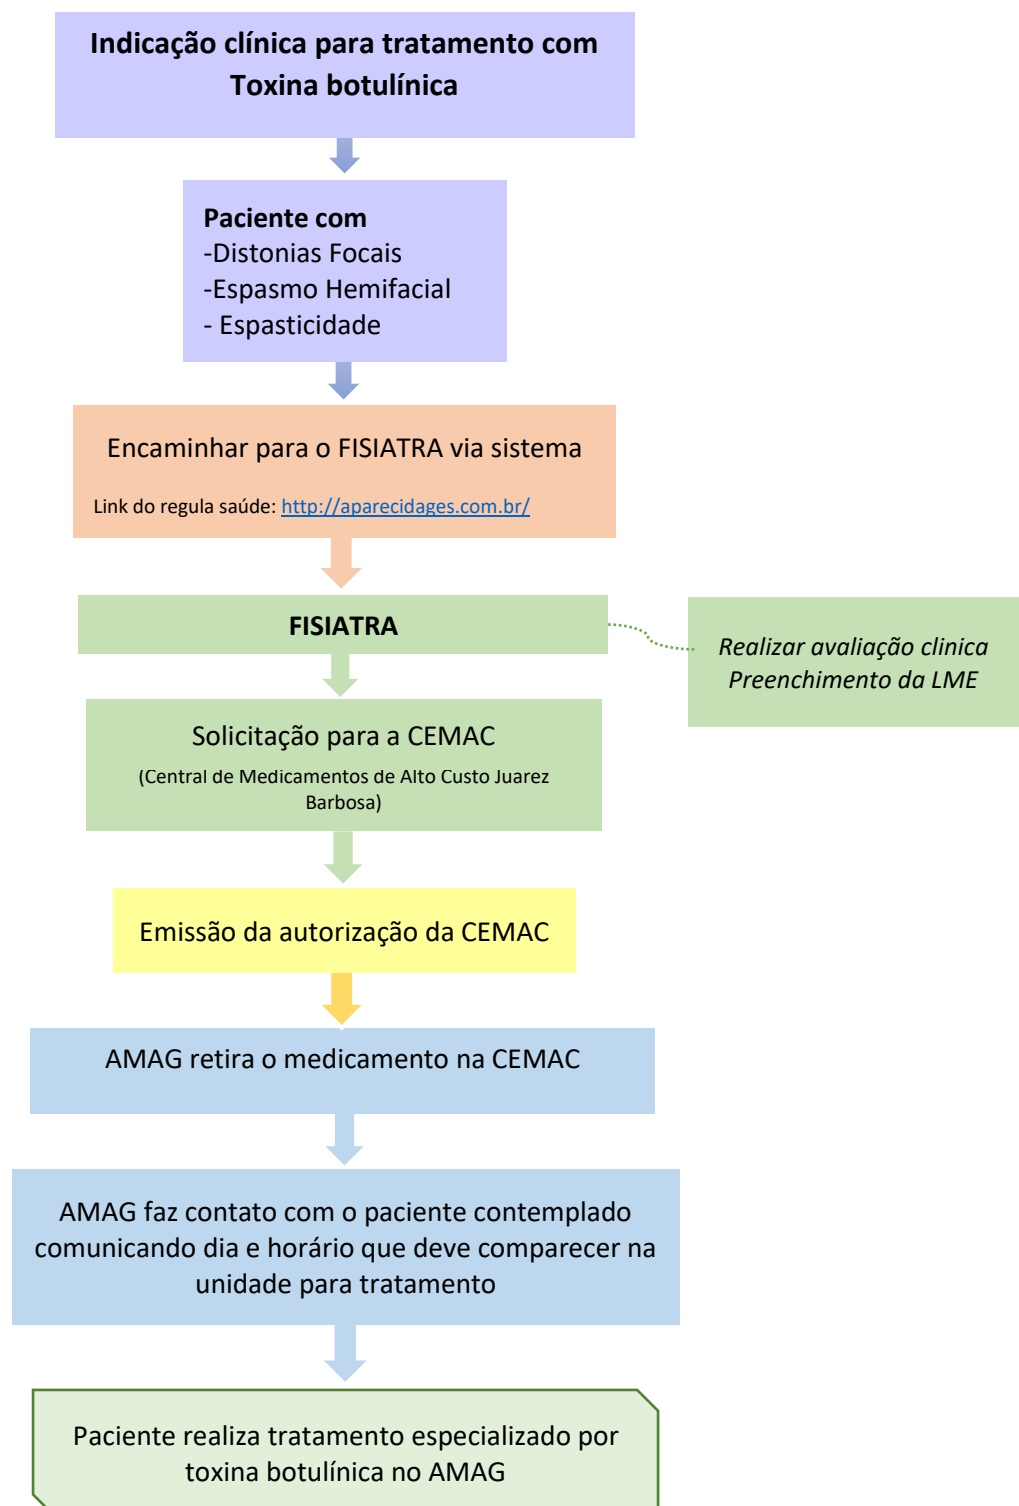 Indicação clínica para tratamento com
Toxina botulínica
Paciente com
-Distonias Focais
-Espasmo Hemifacial
- Espasticidade
Encaminhar para o FISIATRA via sistema
Link do regula saúde: http://aparecidages.com.br/
FISIATRA
Realizar avaliação clinica
Preenchimento da LME
Solicitação para a CEMAC
(Central de Medicamentos de Alto Custo Juarez
Barbosa)
Emissão da autorização da CEMAC
AMAG retira o medicamento na CEMAC
AMAG faz contato com o paciente contemplado
comunicando dia e horário que deve comparecer na
unidade para tratamento
Paciente realiza tratamento especializado por
toxina botulínica no AMAG